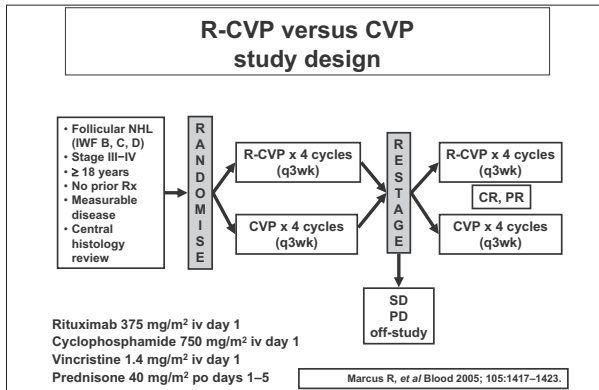 R-CVP versus CVP
study design
• Follicular NHL
(IWF B, C, D)
• Stage III–IV
• ≥ 18 years
• No prior Rx
• Measurable
disease
• Central
histology
review
R
A
N
D
O
M
I
S
E
R-CVP x 4 cycles
(q3wk)
CVP x 4 cycles
(q3wk)
R
E
S
T
A
G
E
R-CVP x 4 cycles
(q3wk)
CR, PR
CVP x 4 cycles
(q3wk)
SD
PD
off-study
Rituximab 375 mg/m² iv day 1
Cyclophosphamide 750 mg/m² iv day 1
Vincristine 1.4 mg/m² iv day 1
Prednisone 40 mg/m² po days 1–5
Marcus R, et al Blood 2005; 105:1417–1423.